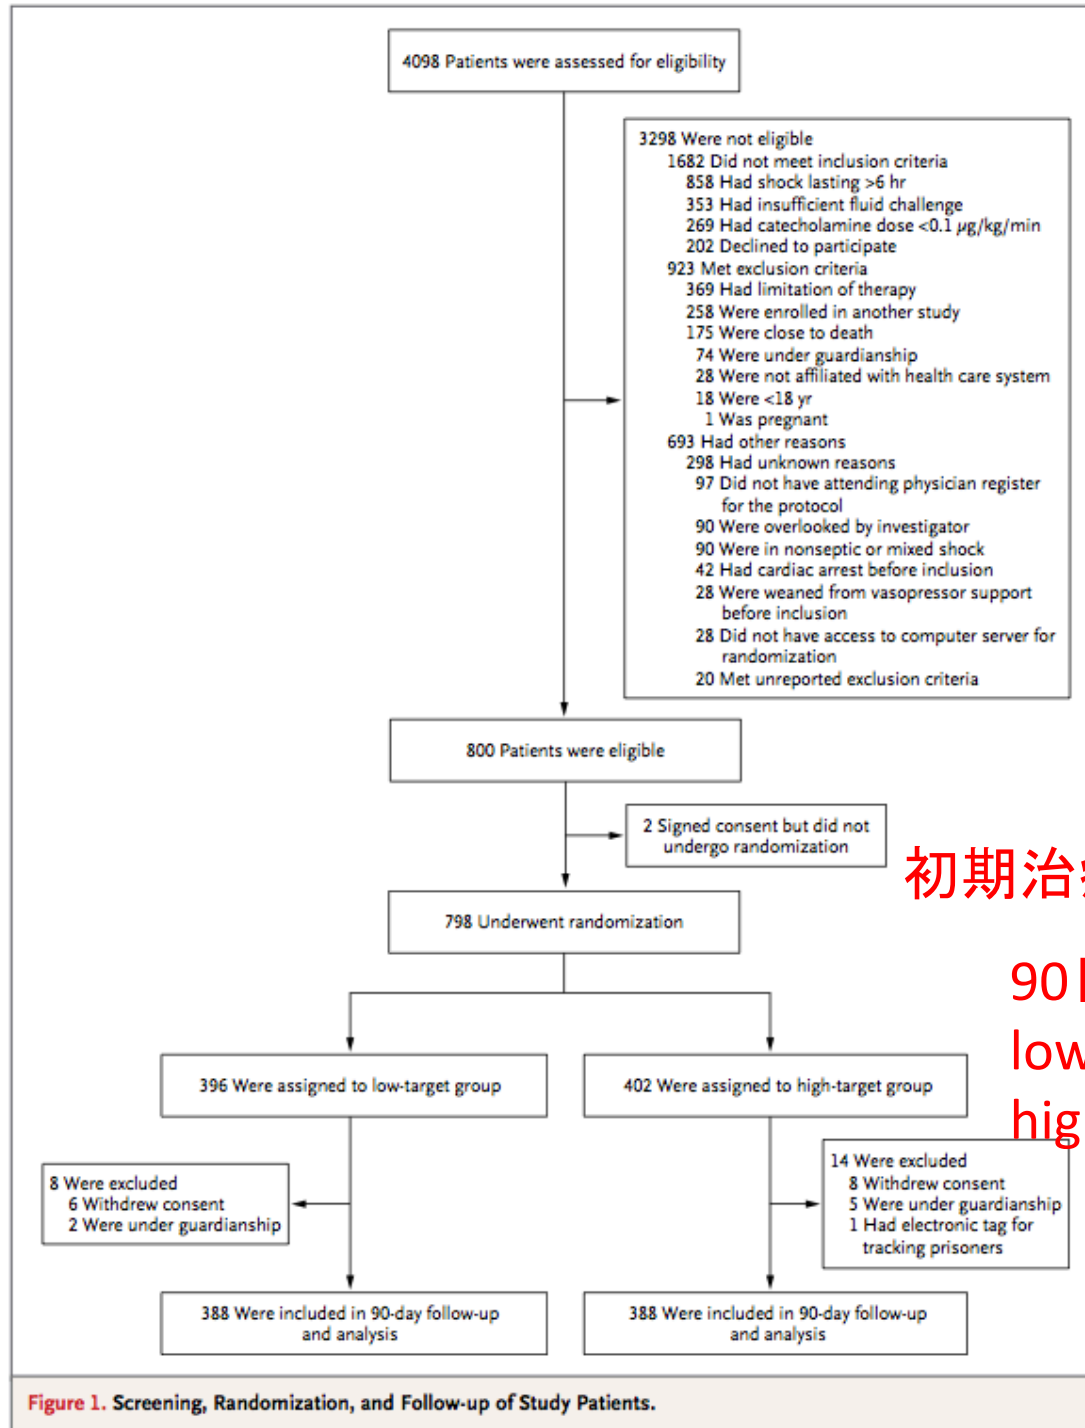 4098 Patients were assessed for eligibility
3298 Were not eligible
1682 Did not meet inclusion criteria
858 Had shock lasting >6 hr
353 Had insufficient fluid challenge
269 Had catecholamine dose <0.1 µg/kg/min
202 Declined to participate
923 Met exclusion criteria
369 Had limitation of therapy
258 Were enrolled in another study
175 Were close to death
74 Were under guardianship
28 Were not affiliated with health care system
18 Were <18 yr
1 Was pregnant
693 Had other reasons
298 Had unknown reasons
97 Did not have attending physician register
for the protocol
90 Were overlooked by investigator
90 Were in nonseptic or mixed shock
42 Had cardiac arrest before inclusion
28 Were weaned from vasopressor support
before inclusion
28 Did not have access to computer server for
randomization
20 Met unreported exclusion criteria
800 Patients were eligible
2 Signed consent but did not
undergo randomization
初期治
798 Underwent randomization
90
low
396 Were assigned to low-target group
402 Were assigned to high-target group
hig
8 Were excluded
6 Withdrew consent
2 Were under guardianship
14 Were excluded
8 Withdrew consent
5 Were under guardianship
1 Had electronic tag for
tracking prisoners
388 Were included in 90-day follow-up
and analysis
388 Were included in 90-day follow-up
and analysis
Figure 1. Screening, Randomization, and Follow-up of Study Patients.